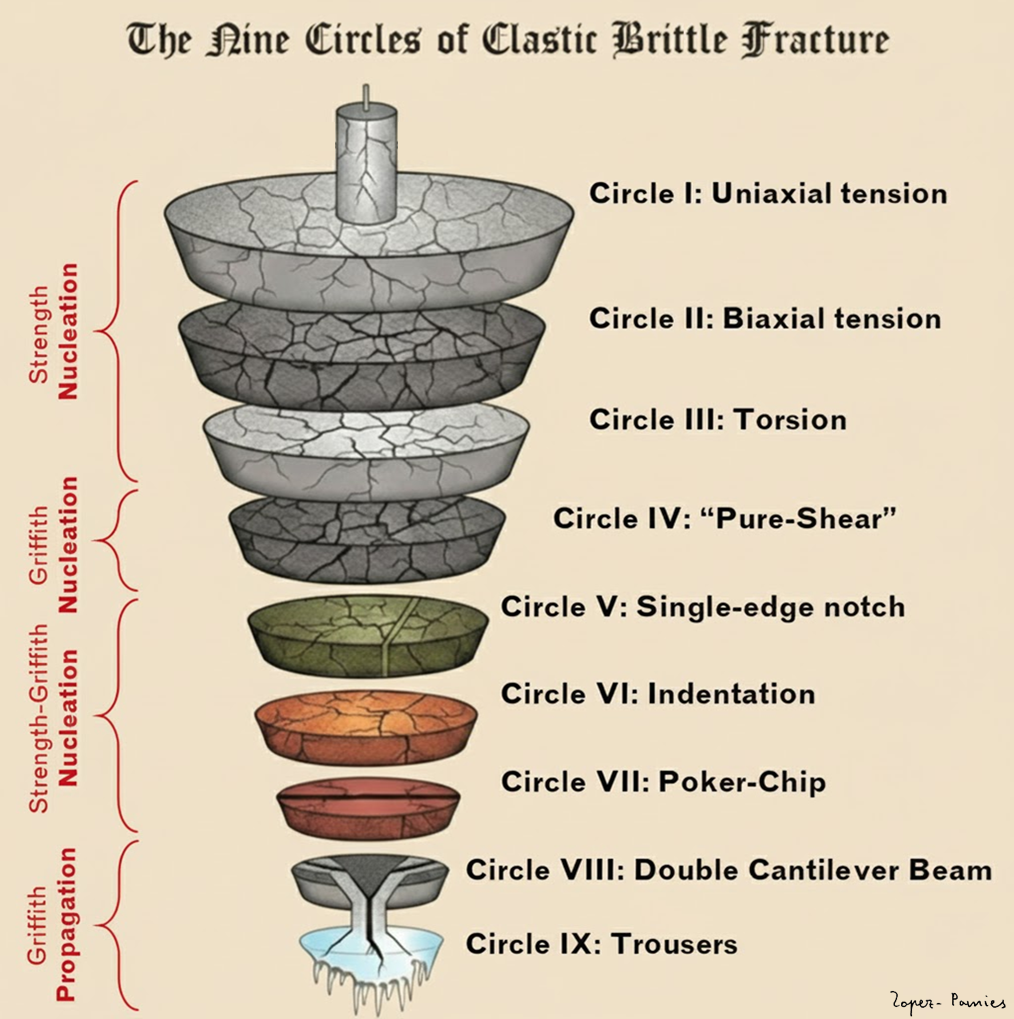 The Nine Circles of Elastic Brittle Fracture
Circle I: Uniaxial tension
Circle II: Biaxial tension
Circle III: Torsion
Circle IV: “Pure-Shear”
Circle V: Single-edge notch
Circle VI: Indentation
Circle VII: Poker-Chip
Circle VIII: Double Cantilever Beam
Circle IX: Trousers
Strength
Nucleation
Griffith
Nucleation
Strength-Griffith
Nucleation
Griffith
Propagation
Lopez-Pamies